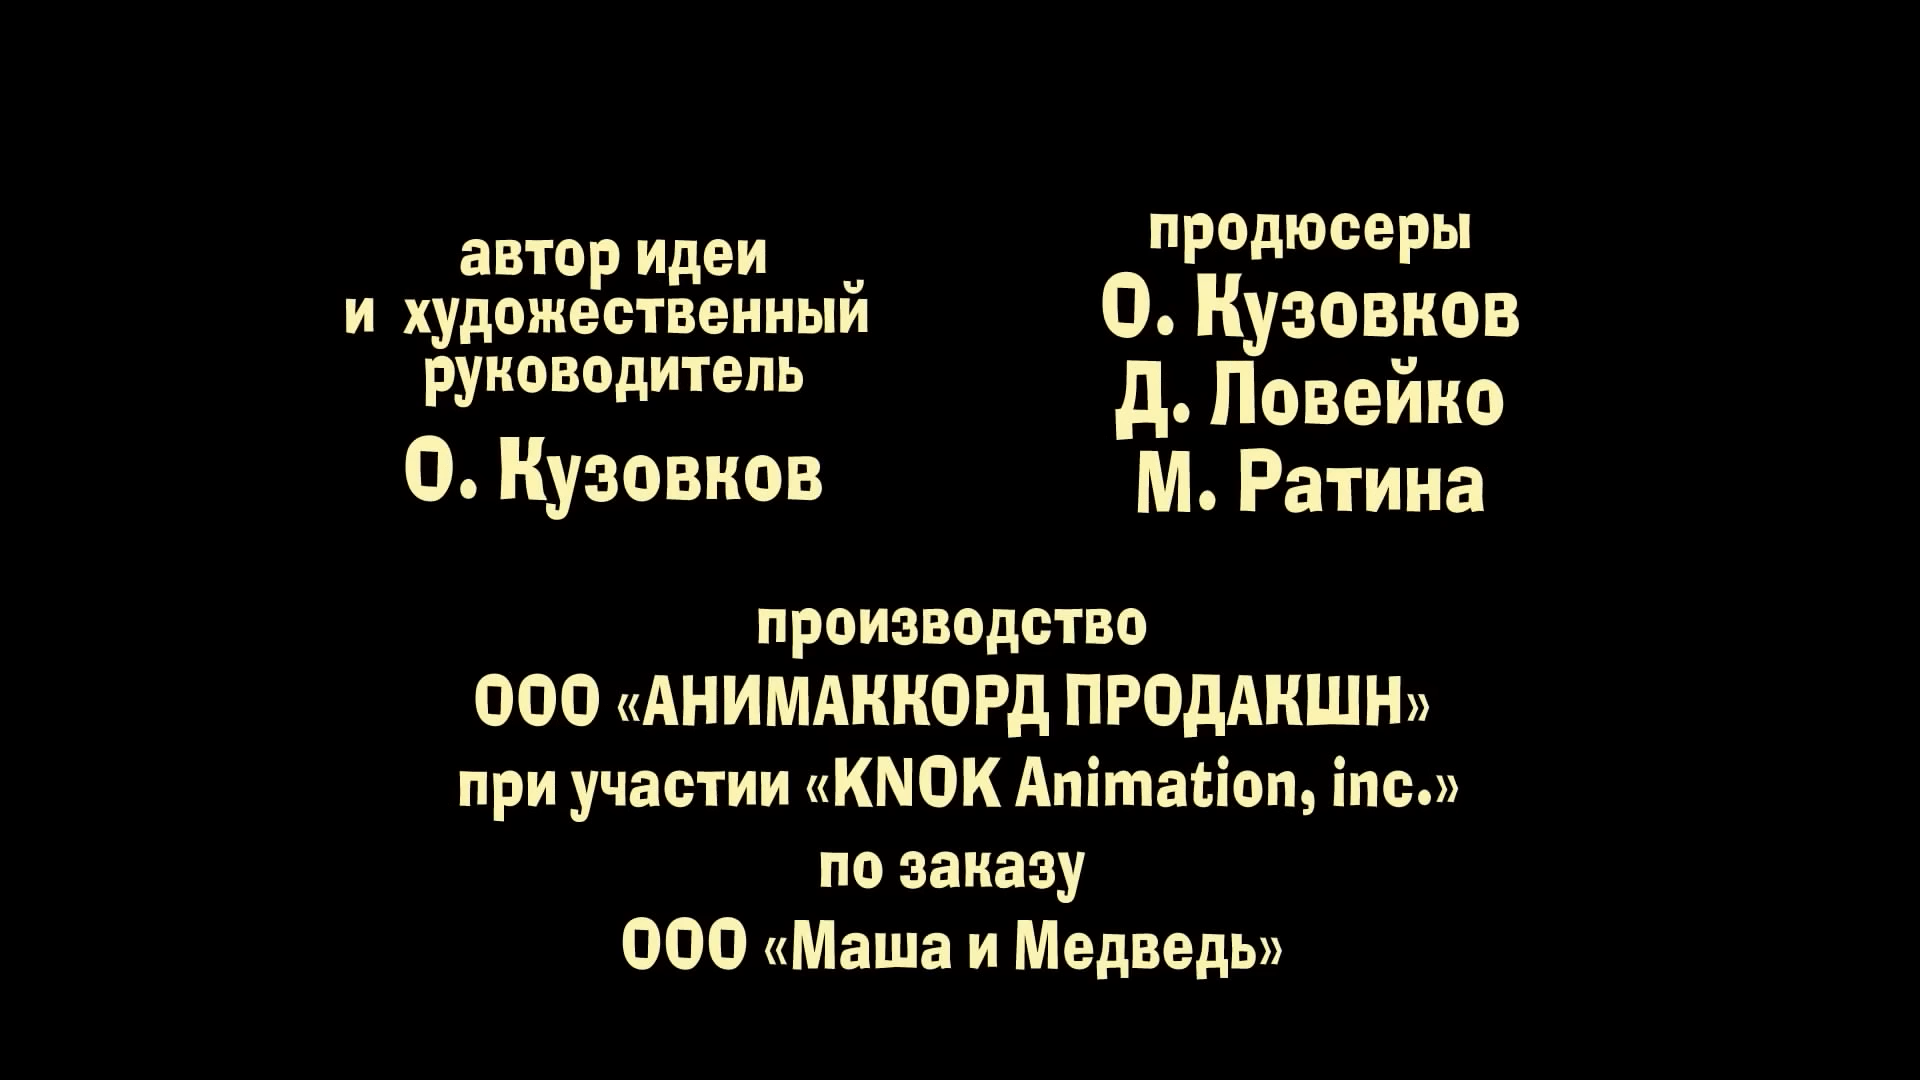 автор идеи
и художественный
руководитель
О. Кузовков
продюсеры
О. Кузовков
Д. Ловейко
М. Ратина
производство
ООО «АНИМАККОРД ПРОДАКШН»
при участии «KNOK Animation, inc.»
по заказу
ООО «Маша и Медведь»